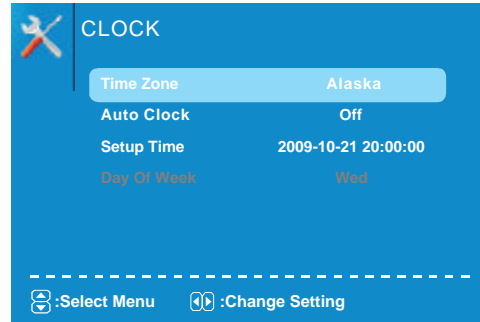 CLOCK
Time Zone Alaska
Auto Clock Off
Setup Time 2009-10-21 20:00:00
Day Of Week Wed
:Select Menu :Change Setting